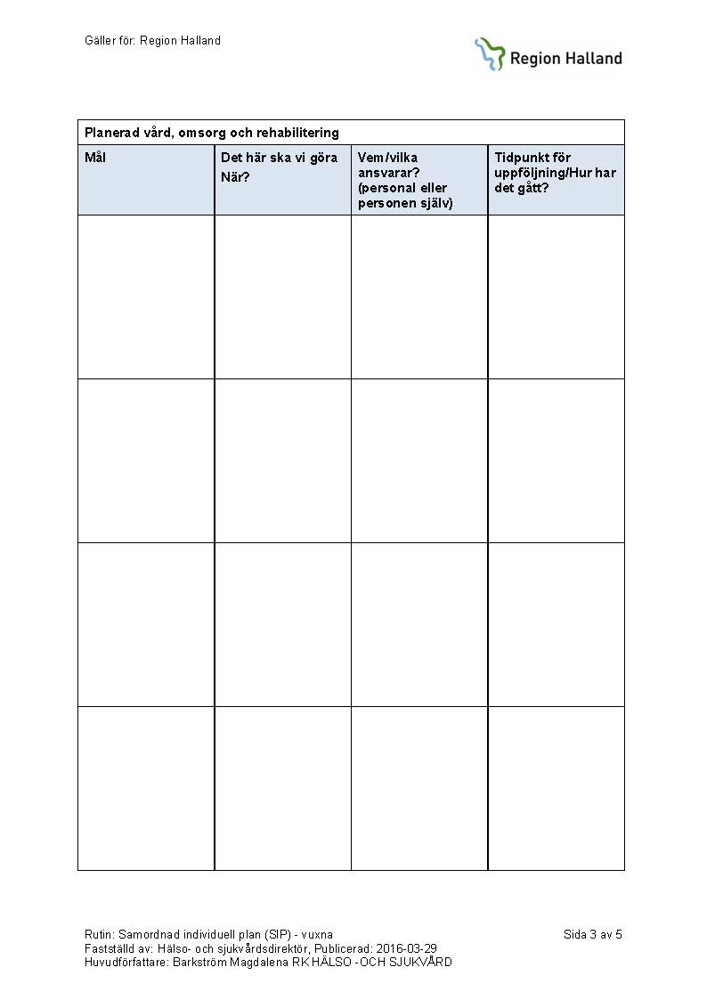 Gäller för: Region Halland
Region Halland
Planerad vård, omsorg och rehabilitering
Mål
Det här ska vi göra
När?
Vem/vilka
ansvarar?
(personal eller
personen själv)
Tidpunkt för
uppföljning/Hur har
det gått?
Rutin: Samordnad individuell plan (SIP) - vuxna
Sida 3 av 5
Fastställd av: Hälso- och sjukvårdsdirektör, Publicerad: 2016-03-29
Huvudförfattare: Barkström Magdalena RK HÄLSO -OCH SJUKVÅRD